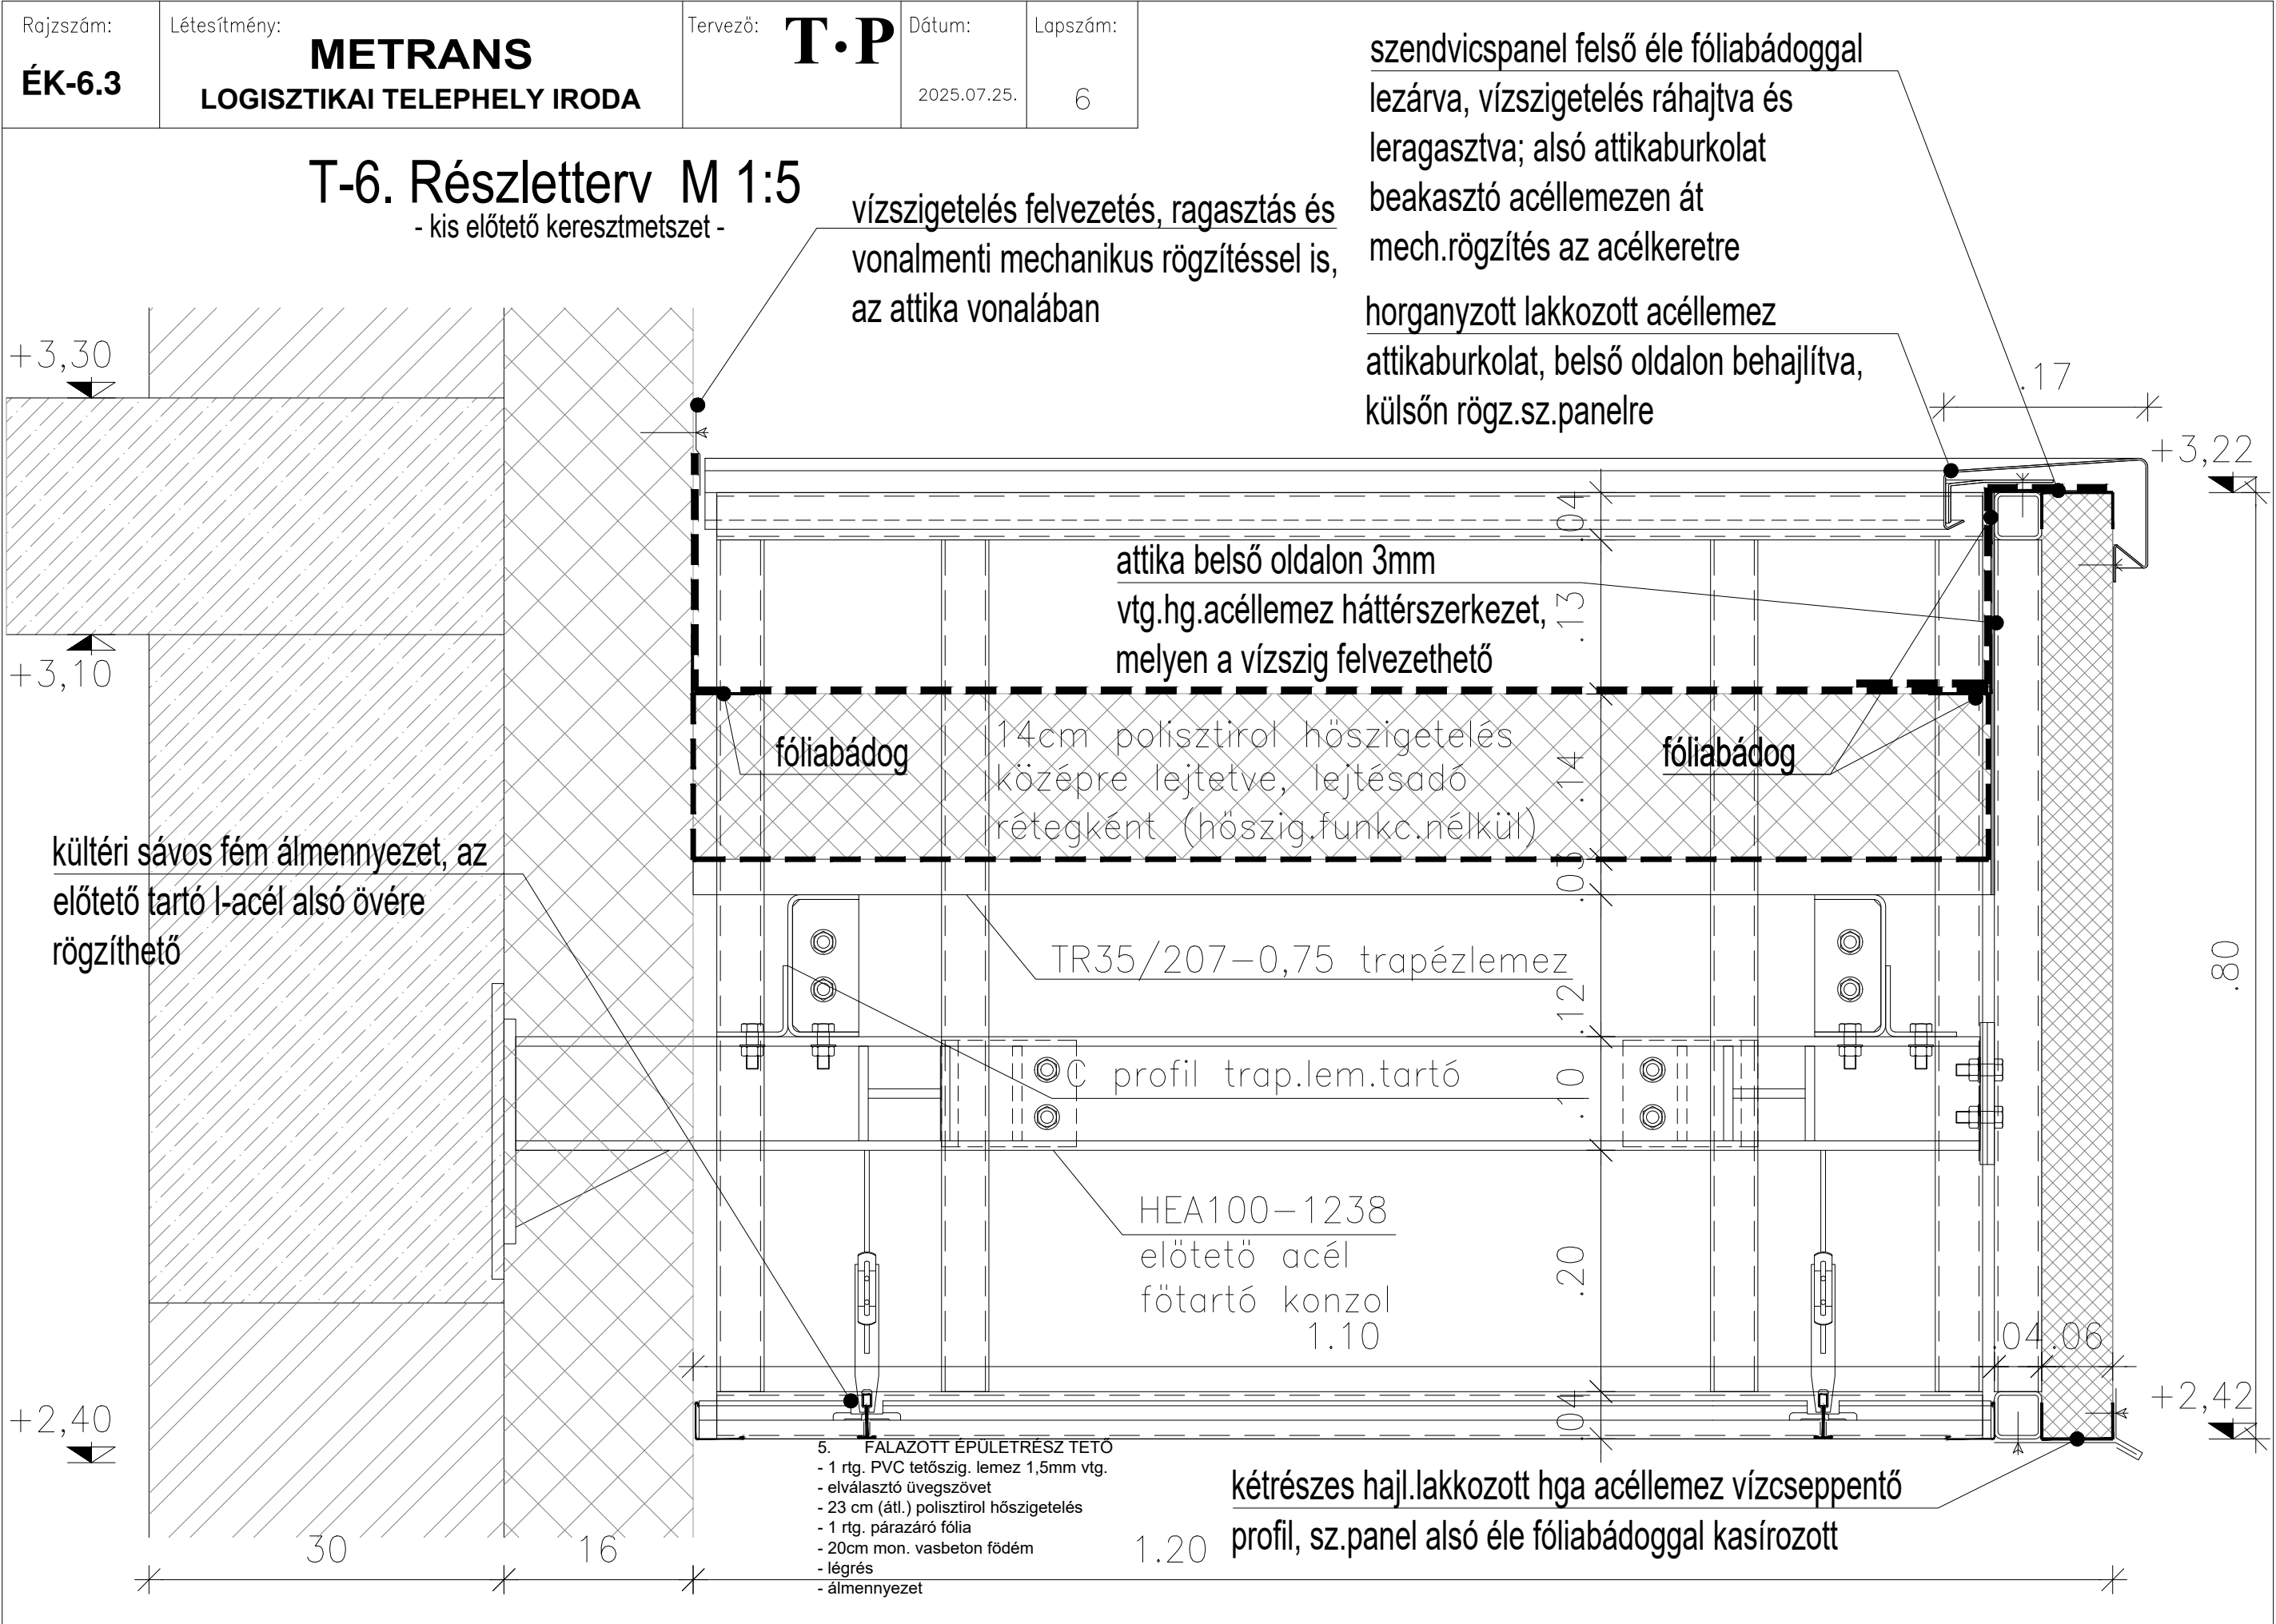 Rajzszám:
ÉK-6.3
Létesítmény:
METRANS
LOGISZTIKAI TELEPHELY IRODA
Tervező:
T·P
Dátum:
2025.07.25.
Lapszám:
6
T-6. Részletterv M 1:5
- kis előtető keresztmetszet -
vízszigetelés felvezetés, ragasztás és
vonalmenti mechanikus rögzítéssel is,
az attika vonalában
szendvicspanel felső éle fóliabádoggal
lezárva, vízszigetelés ráhajtva és
leragasztva; alsó attikaburkolat
beakasztó acéllemezen át
mech.rögzítés az acélkeretre
horganyzott lakkozott acéllemez
attikaburkolat, belső oldalon behajlítva,
külsőn rögz.sz.panelre
+3,30
.17
+3,22
.04
attika belső oldalon 3mm
vtg.hg.acéllemez háttérszerkezet,
melyen a vízszig felvezethető
.13
+3,10
fóliabádog
14cm polisztirol höszigetelés
középre lejtetve, lejtésadó
rétegként (höszig.funkc.nélkül)
.14
fóliabádog
.03
kültéri sávos fém álmennyezet, az
előtető tartó I-acél alsó övére
rögzíthető
TR35/207-0,75 trapézlemez
.12
.80
C profil trap.lem.tartó
.10
HEA100-1238
elötetö acél
fötartó konzol
.20
1.10
.04
.06
+2,40
.04
+2,42
5. FALAZOTT ÉPÜLETRÉSZ TETŐ
- 1 rtg. PVC tetőszig. lemez 1,5mm vtg.
- elválasztó üvegszövet
- 23 cm (átl.) polisztirol hőszigetelés
- 1 rtg. párazáró fólia
- 20cm mon. vasbeton födém
- légrés
- álmennyezet
kétrészes hajl.lakkozott hga acéllemez vízcseppentő
profil, sz.panel alsó éle fóliabádoggal kasírozott
30
16
1.20